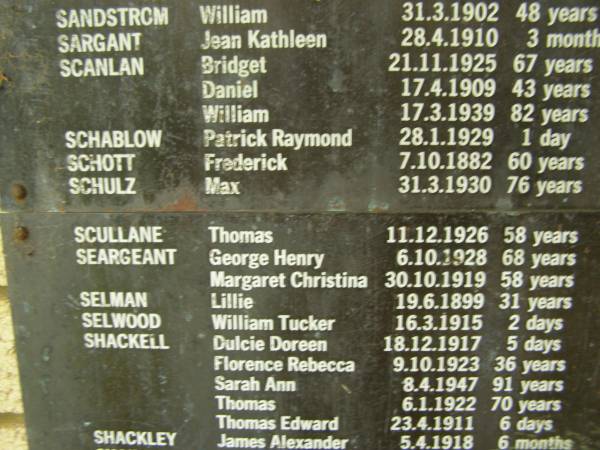 SANDSTROM William 31.3.1902 48 years
SARGANT Jean Kathleen 28.4.1910 3 month
SCANLAN Bridget 21.11.1925 67 years
Daniel 17.4.1909 43 years
William 17.3.1939 82 years
SCHABLOW Patrick Raymond 28.1.1929 1 day
SCHOTT Frederick 7.10.1882 60 years
SCHULZ Max 31.3.1930 76 years
SCULLANE Thomas 11.12.1926 58 years
SEARGEANT George Henry 6.10.1928 68 years
Margaret Christina 30.10.1919 58 years
SELMAN Lillie 19.6.1899 31 years
SELWOOD William Tucker 16.3.1915 2 days
SHACKELL Dulcie Doreen 18.12.1917 5 days
Florence Rebecca 9.10.1923 36 years
Sarah Ann 8.4.1947 91 years
Thomas 6.1.1922 70 years
Thomas Edward 23.4.1911 6 days
SHACKLEY James Alexander 5.4.1918 6 months